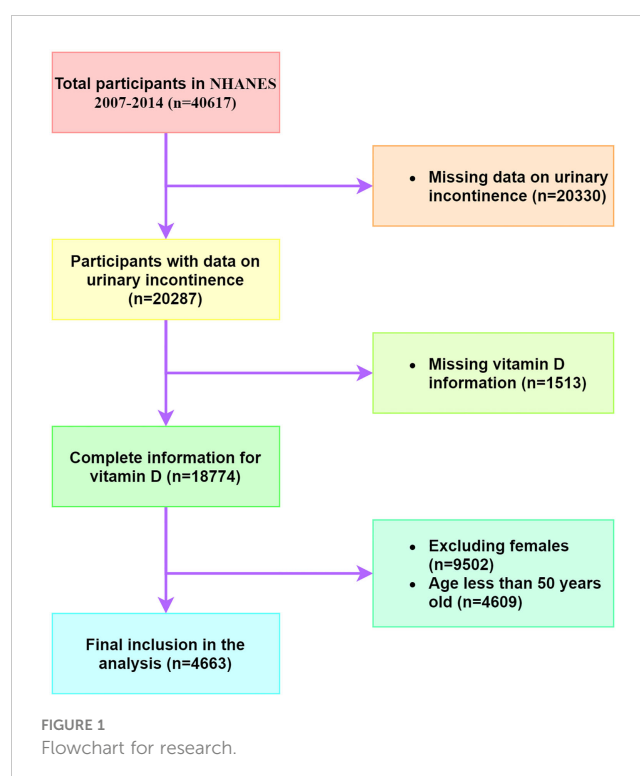 Total participants in NHANES
2007-2014 (n=40617)
• Missing data on urinary
incontinence (n=20330)
Participants with data on
urinary incontinence
(n=20287)
• Missing vitamin D
information (n=1513)
Complete information for
vitamin D (n=18774)
• Excluding females
(n=9502)
• Age less than 50 years
old (n=4609)
Final inclusion in the
analysis (n=4663)
FIGURE 1
Flowchart for research.